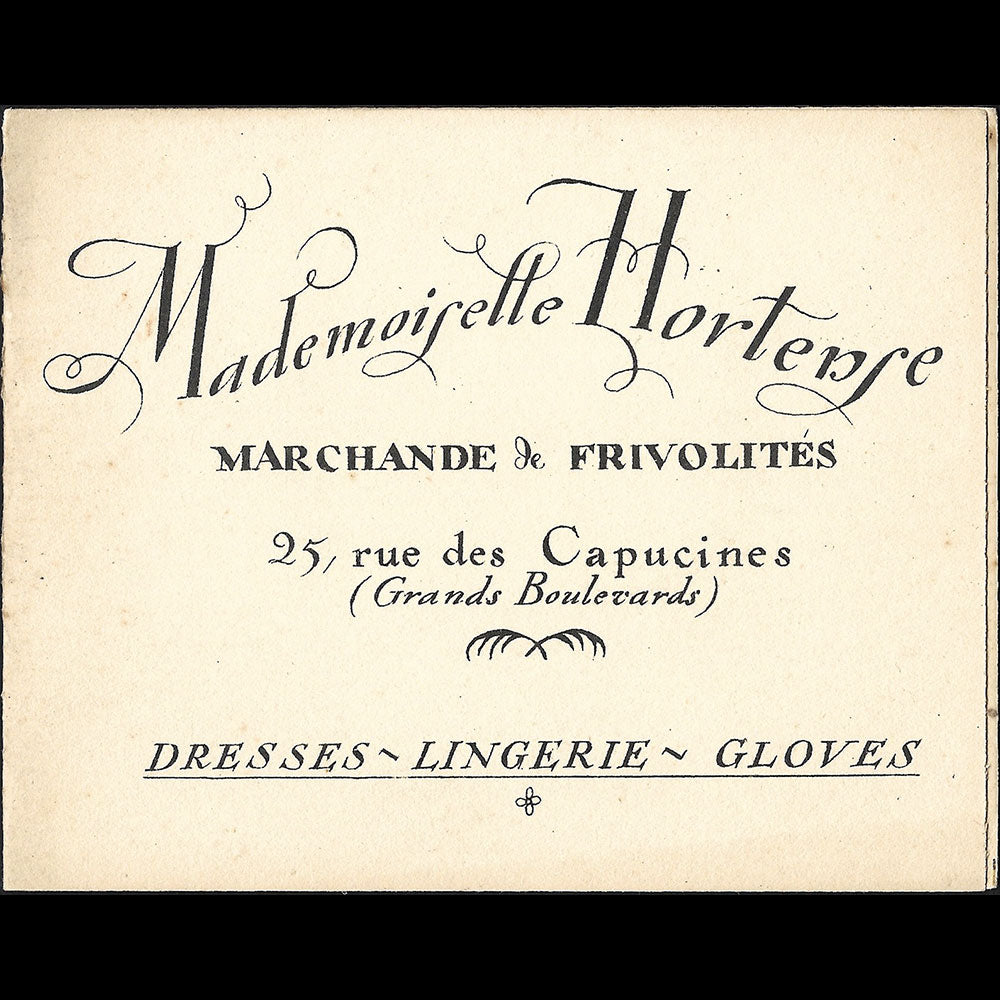 Mademoiselle Hortense
MARCHANDE de FRIVOLITÉS
25, rue des Capucines
(Grands Boulevards)
DRESSES ~ LINGERIE ~ GLOVES